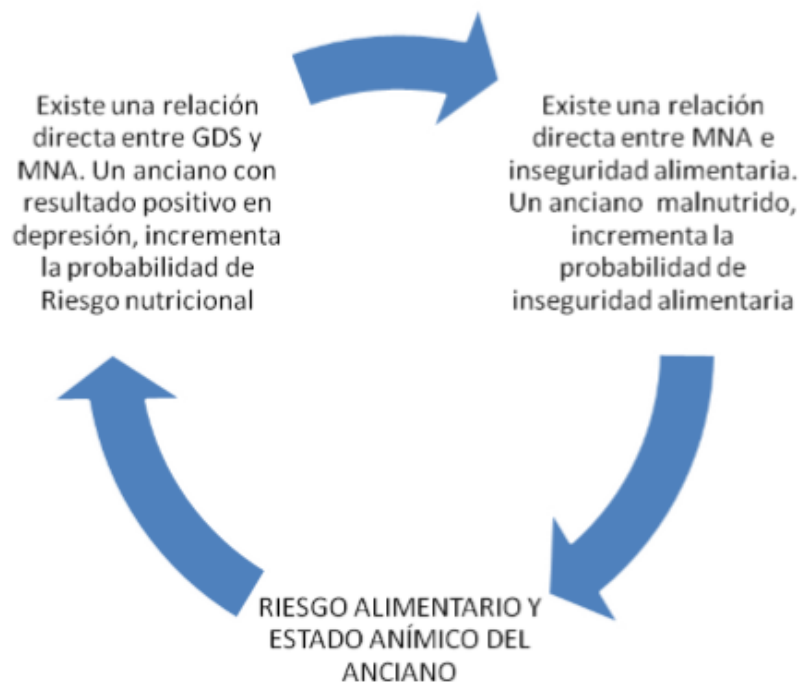 Existe una relación
directa entre GDS y
MNA. Un anciano con
resultado positivo en
depresión, incrementa
la probabilidad de
Riesgo nutricional
Existe una relación
directa entre MNA e
inseguridad alimentaria.
Un anciano malnutrido,
incrementa la
probabilidad de
inseguridad alimentaria
RIESGO ALIMENTARIO Y
ESTADO ANÍMICO DEL
ANCIANO